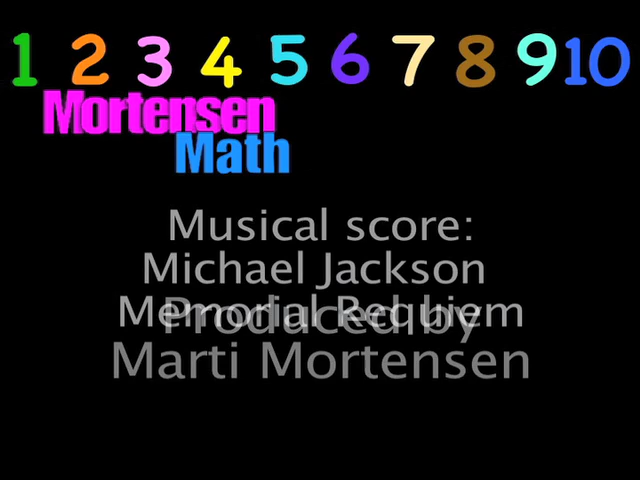 1 2 3 4 5 6 7 8 9 10
Mortensen
Math
Musical score:
Michael Jackson
Memorial Requiem
Produced by
Marti Mortensen